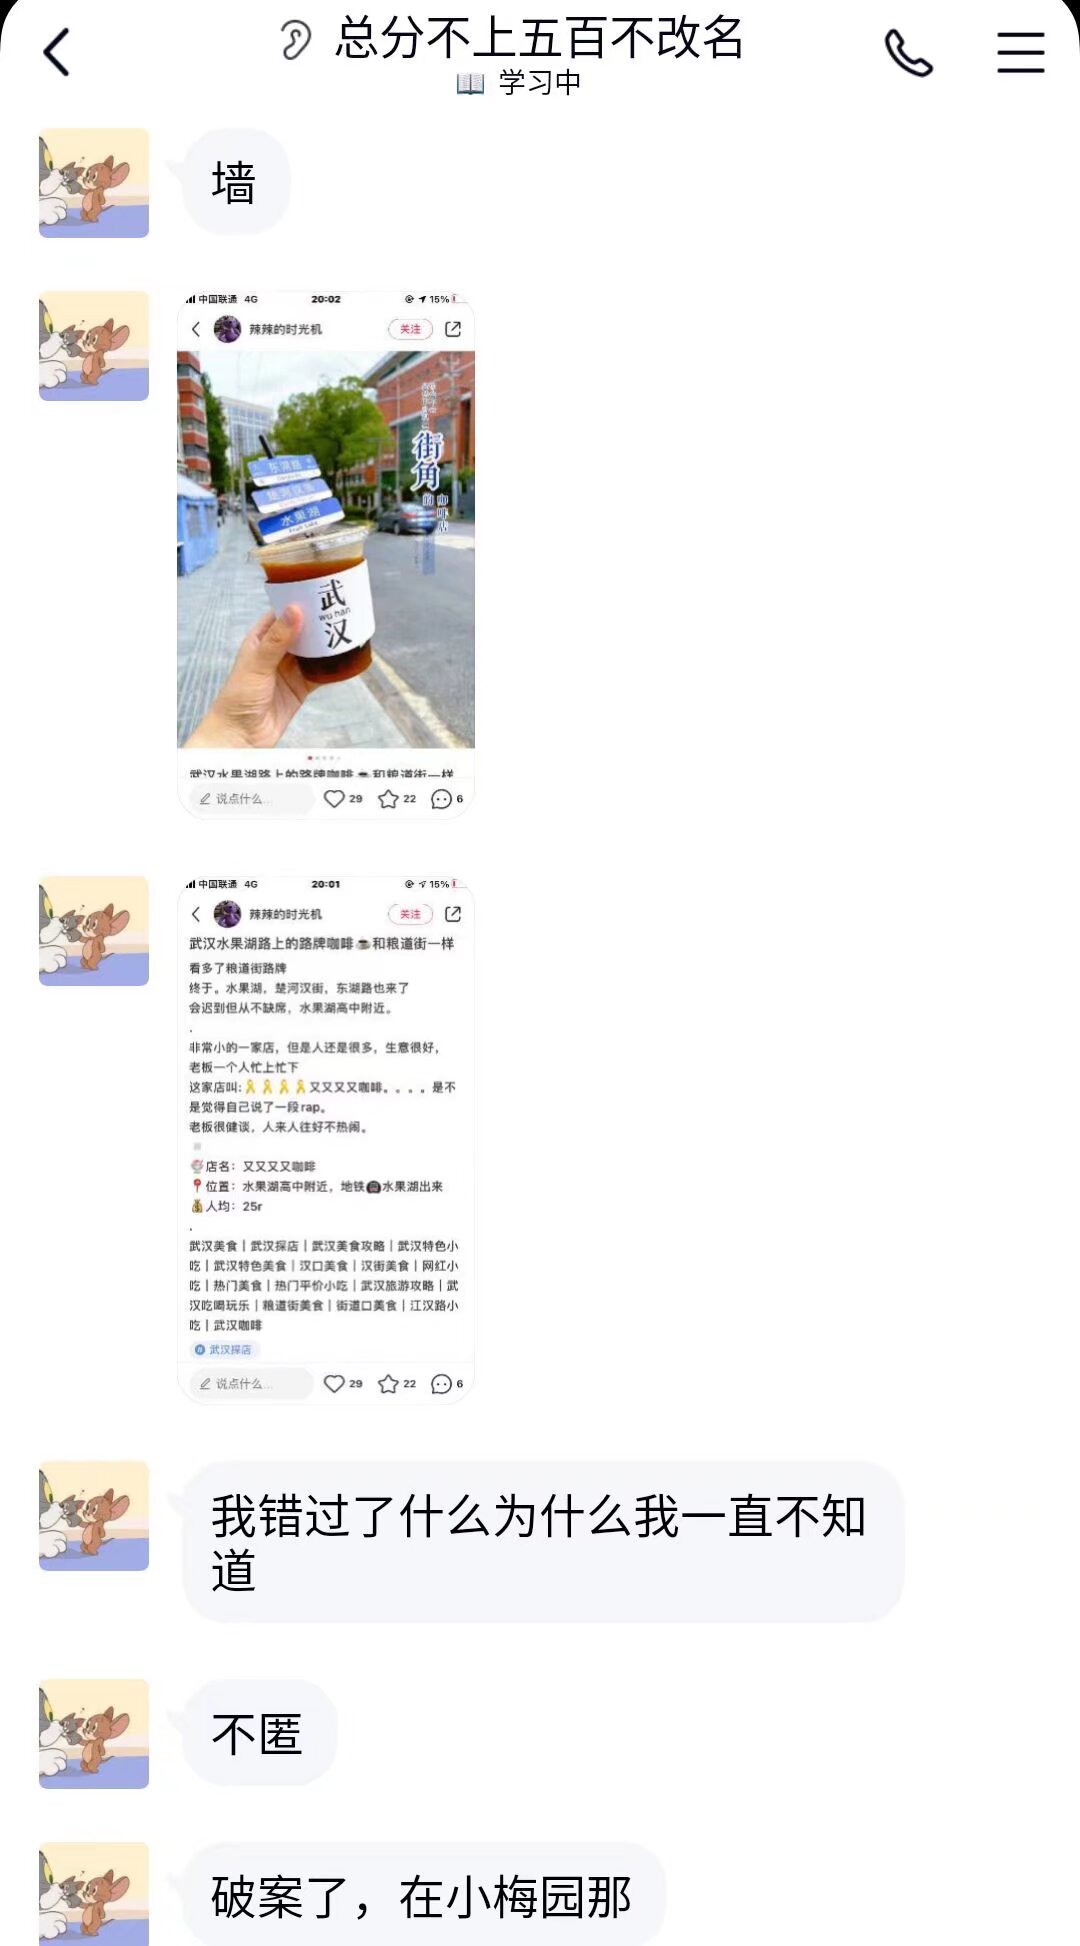 总分不上五百不改名
学习中
墙
中国联通 4G 20:02 15%
辣辣的时光机 关注
街角
的
咖啡店
东湖路
楚河汉街
水果湖
Fruit Lake
武
wu han
汉
武汉水果湖路上的路牌咖啡☕和粮道街一样
说点什么... 29 22 6
中国联通 4G 20:01 15%
辣辣的时光机 关注
武汉水果湖路上的路牌咖啡☕和粮道街一样
看多了粮道街路牌
终于。水果湖，楚河汉街，东湖路也来了
会迟到但从不缺席，水果湖高中附近。
.
非常小的一家店，但是人还是很多，生意很好，
老板一个人忙上忙下
这家店叫:🎗🎗🎗🎗又又又又咖啡。。。。是不
是觉得自己说了一段rap。
老板很健谈，人来人往好不热闹。
店名：又又又又咖啡
📍位置：水果湖高中附近，地铁🚇水果湖出来
💰人均：25r
.
武汉美食｜武汉探店｜武汉美食攻略｜武汉特色小
吃｜武汉特色美食｜汉口美食｜汉街美食｜网红小
吃｜热门美食｜热门平价小吃｜武汉旅游攻略｜武
汉吃喝玩乐｜粮道街美食｜街道口美食｜江汉路小
吃｜武汉咖啡
武汉探店
说点什么... 29 22 6
我错过了什么为什么我一直不知
道
不匿
破案了，在小梅园那